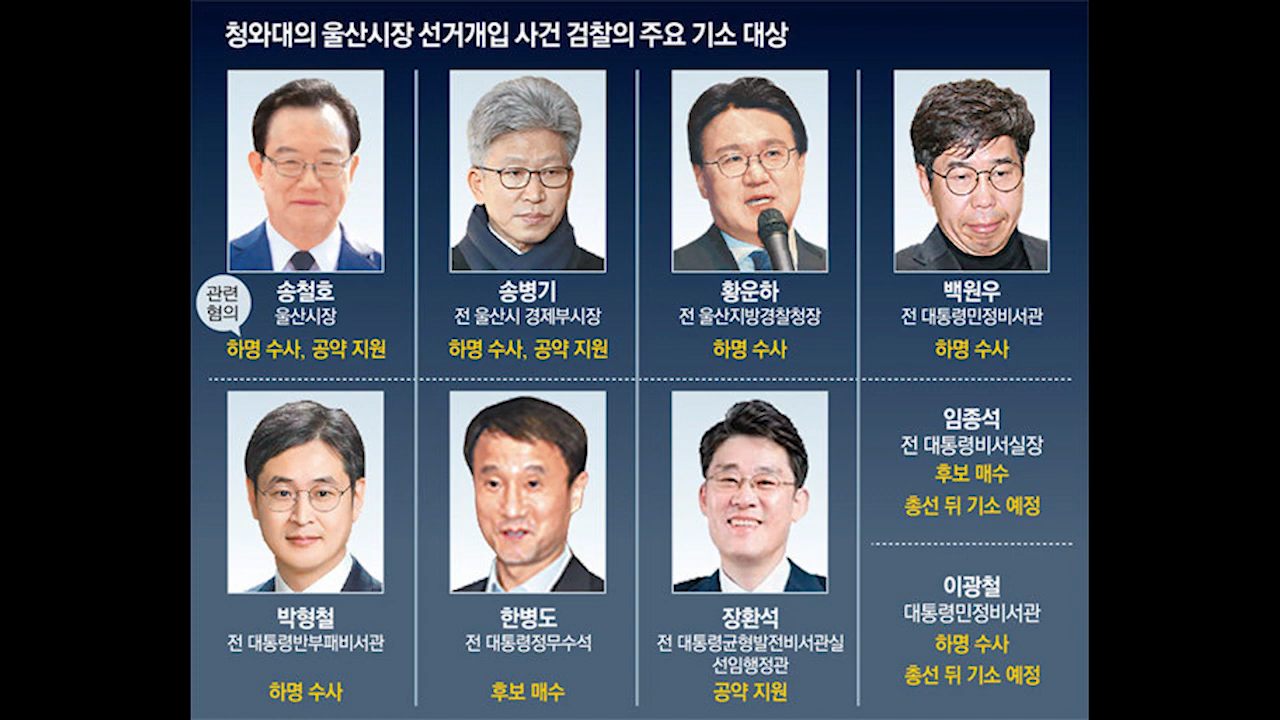 청와대의 울산시장 선거개입 사건 검찰의 주요 기소 대상
관련
혐의
송철호
울산시장
하명 수사, 공약 지원
송병기
전 울산시 경제부시장
하명 수사, 공약 지원
황운하
전 울산지방경찰청장
하명 수사
백원우
전 대통령민정비서관
하명 수사
박형철
전 대통령반부패비서관
하명 수사
한병도
전 대통령정무수석
후보 매수
장환석
전 대통령균형발전비서관실
선임행정관
공약 지원
임종석
전 대통령비서실장
후보 매수
총선 뒤 기소 예정
이광철
대통령민정비서관
하명 수사
총선 뒤 기소 예정